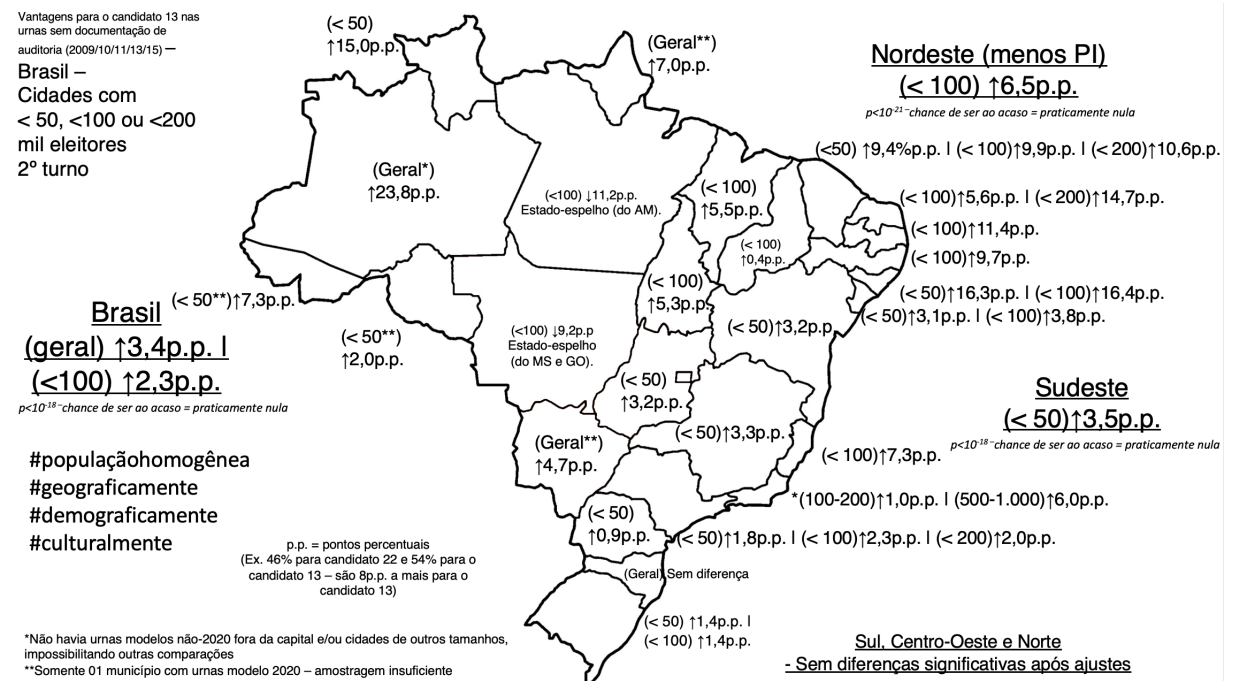 Vantagens para o candidato 13 nas
urnas sem documentação de
auditoria (2009/10/11/13/15) —
Brasil –
Cidades com
< 50, <100 ou <200
mil eleitores
2º turno
(< 50)
↑15,0p.p.
(Geral**)
↑7,0p.p.
Nordeste (menos PI)
(< 100) ↑6,5p.p.
p<10-21–chance de ser ao acaso = praticamente nula
(<50) ↑9,4%p.p. | (< 100)↑9,9p.p. | (< 200)↑10,6p.p.
(Geral*)
↑23,8p.p.
(<100) ↓11,2p.p.
Estado-espelho (do AM).
(< 100)
↑5,5p.p.
(< 100)↑5,6p.p. | (< 200)↑14,7p.p.
(< 100)↑11,4p.p.
(< 100)
↑0,4p.p.
(< 100)↑9,7p.p.
(< 100)
↑5,3p.p.
(< 50)↑16,3p.p. | (< 100)↑16,4p.p.
(< 50)↑3,1p.p. | (< 100)↑3,8p.p.
(< 50**)↑7,3p.p.
Brasil
(geral) ↑3,4p.p. |
(<100) ↑2,3p.p.
p<10-18–chance de ser ao acaso = praticamente nula
(< 50**)
↑2,0p.p.
(<100) ↓9,2p.p
Estado-espelho
(do MS e GO).
(< 50)↑3,2p.p.
(< 50)
↑3,2p.p.
Sudeste
(< 50)↑3,5p.p.
p<10-18–chance de ser ao acaso = praticamente nula
(< 50)↑3,3p.p.
(Geral**)
↑4,7p.p.
(< 100)↑7,3p.p.
#populaçãohomogênea
#geograficamente
#demograficamente
#culturalmente
*(100-200)↑1,0p.p. | (500-1.000)↑6,0p.p.
(< 50)
↑0,9p.p.
(< 50)↑1,8p.p. | (< 100)↑2,3p.p. | (< 200)↑2,0p.p.
p.p. = pontos percentuais
(Ex. 46% para candidato 22 e 54% para o
candidato 13 – são 8p.p. a mais para o
candidato 13)
(Geral) Sem diferença
(< 50) ↑1,4p.p. |
(< 100) ↑1,4p.p.
*Não havia urnas modelos não-2020 fora da capital e/ou cidades de outros tamanhos,
impossibilitando outras comparações
**Somente 01 município com urnas modelo 2020 – amostragem insuficiente
Sul, Centro-Oeste e Norte
- Sem diferenças significativas após ajustes